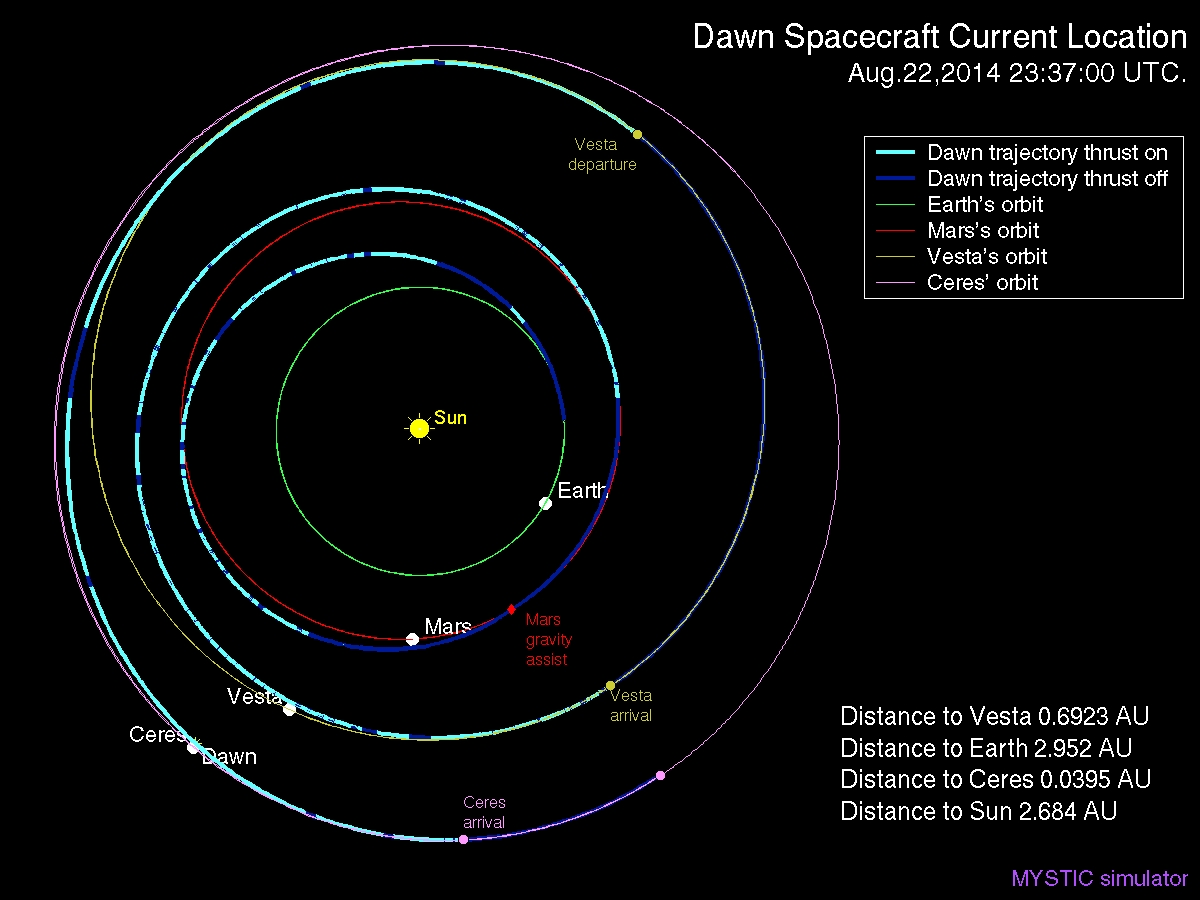 Dawn Spacecraft Current Location
Aug.22,2014 23:37:00 UTC.
Dawn trajectory thrust on
Dawn trajectory thrust off
Earth's orbit
Mars's orbit
Vesta's orbit
Ceres' orbit
Vesta
departure
Sun
Earth
Mars
Mars
gravity
assist
Vesta
Vesta
arrival
Ceres
Dawn
Ceres
arrival
Distance to Vesta 0.6923 AU
Distance to Earth 2.952 AU
Distance to Ceres 0.0395 AU
Distance to Sun 2.684 AU
MYSTIC simulator